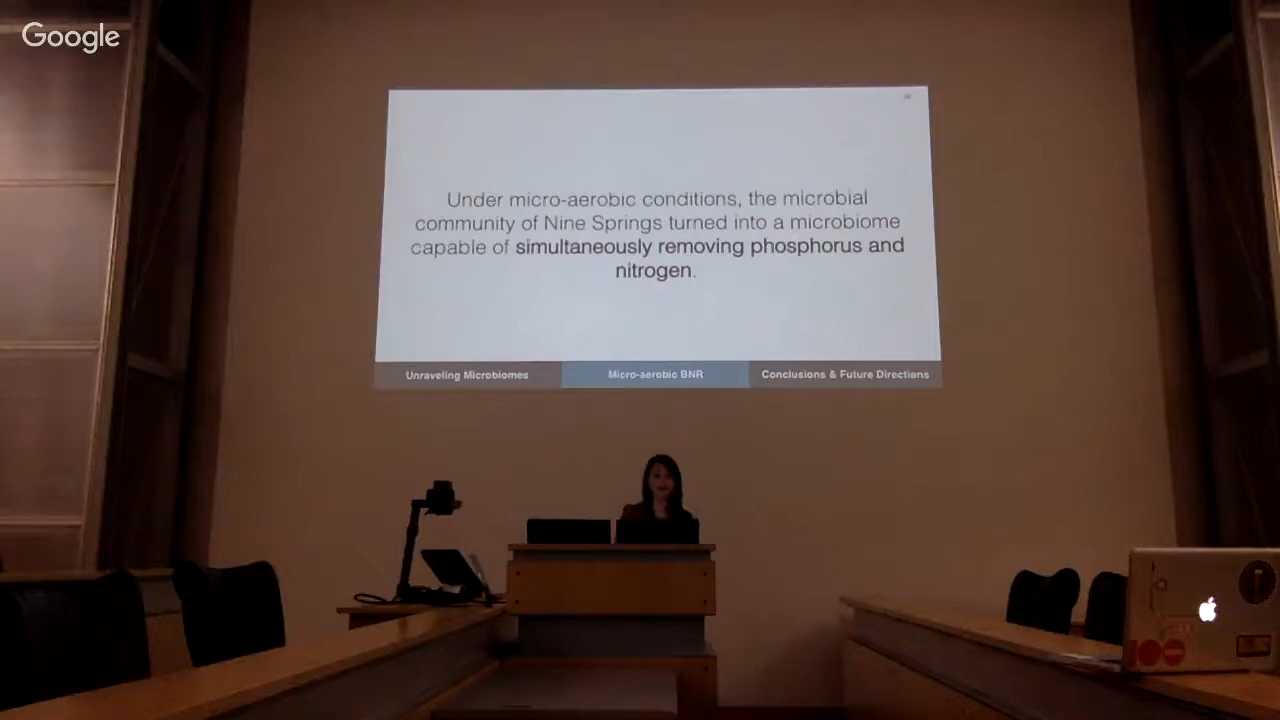 Google
Under micro-aerobic conditions, the microbial
community of Nine Springs turned into a microbiome
capable of simultaneously removing phosphorus and
nitrogen.
Unraveling Microbiomes
Micro-aerobic BNR
Conclusions & Future Directions